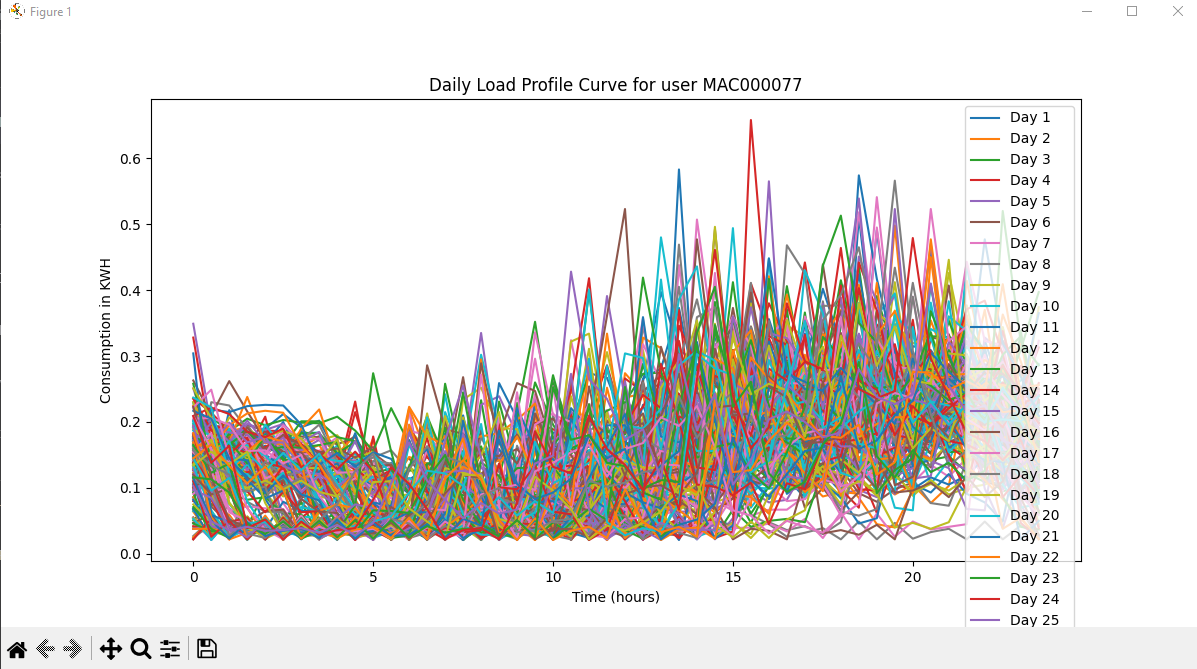 Figure 1
Daily Load Profile Curve for user MAC000077
Consumption in KWH
0.6
0.5
0.4
0.3
0.2
0.1
0.0
0 5 10 15 20
Time (hours)
Day 1
Day 2
Day 3
Day 4
Day 5
Day 6
Day 7
Day 8
Day 9
Day 10
Day 11
Day 12
Day 13
Day 14
Day 15
Day 16
Day 17
Day 18
Day 19
Day 20
Day 21
Day 22
Day 23
Day 24
Day 25